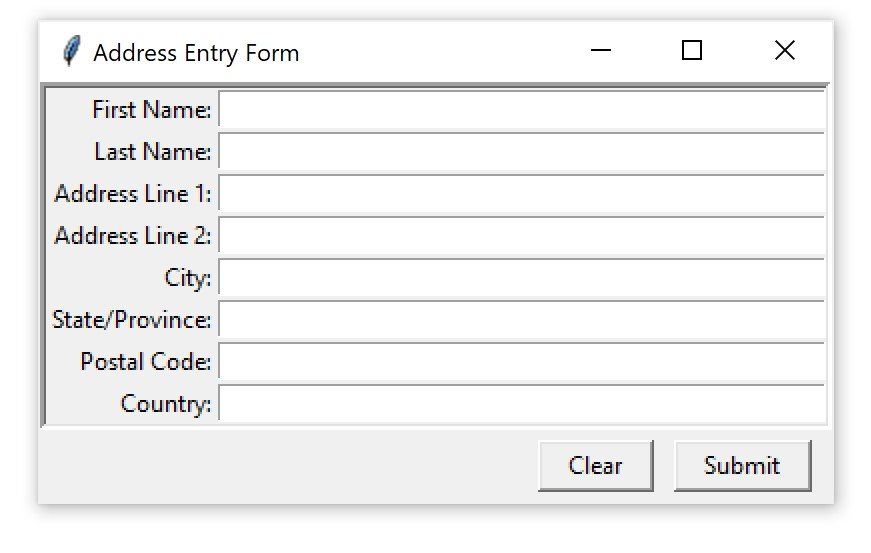 Address Entry Form
First Name:
Last Name:
Address Line 1:
Address Line 2:
City:
State/Province:
Postal Code:
Country:
Clear Submit